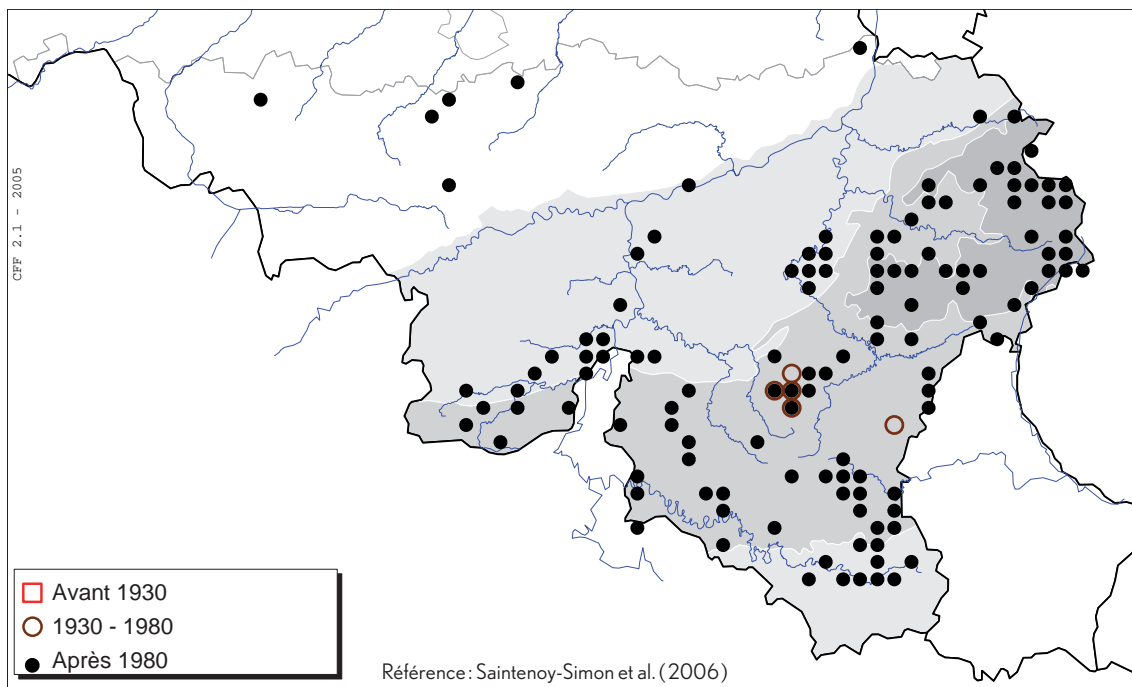 CFF 2.1 - 2005
Avant 1930
1930 - 1980
Après 1980
Référence : Saintenoy-Simon et al. (2006)